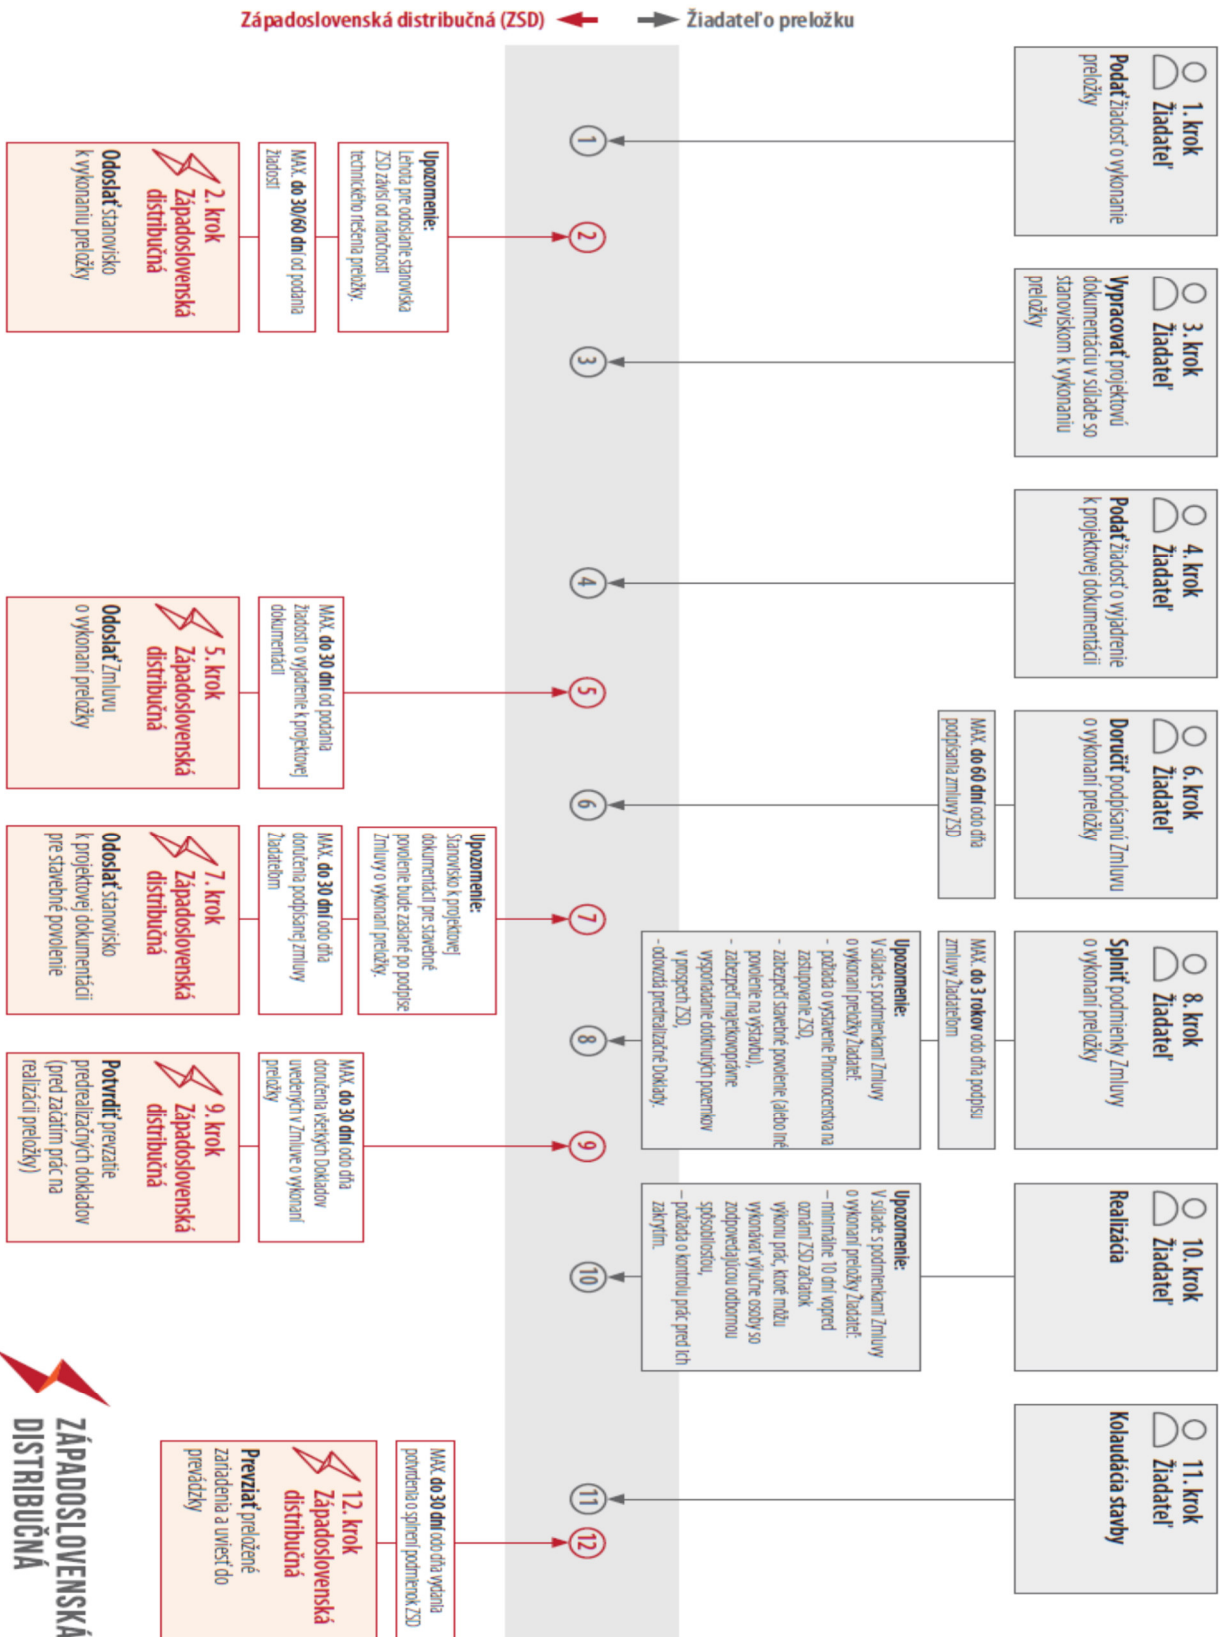 Západoslovenská distribučná (ZSD)
Žiadateľ o preložku
1. krok
Žiadateľ
Podať žiadosť o vykonanie
preložky
1
Upozornenie:
Lehota pre odoslanie stanoviska
ZSD závisí od náročnosti
technického riešenia preložky.
MAX. do 30/60 dní od podania
žiadosti
2. krok
Západoslovenská
distribučná
Odoslať stanovisko
k vykonaniu preložky
2
3. krok
Žiadateľ
Vypracovať projektovú
dokumentáciu v súlade so
stanoviskom k vykonaniu
preložky
3
4. krok
Žiadateľ
Podať žiadosť o vyjadrenie
k projektovej dokumentácii
4
MAX. do 30 dní od podania
žiadosti o vyjadrenie k projektovej
dokumentácii
5. krok
Západoslovenská
distribučná
Odoslať Zmluvu
o vykonaní preložky
5
6. krok
Žiadateľ
Doručiť podpísanú Zmluvu
o vykonaní preložky
MAX. do 60 dní odo dňa
podpísania zmluvy ZSD
6
Upozornenie:
Stanovisko k projektovej
dokumentácii pre stavebné
povolenie bude zaslané po podpise
Zmluvy o vykonaní preložky.
MAX. do 30 dní odo dňa
doručenia podpísanej zmluvy
Žiadateľom
7. krok
Západoslovenská
distribučná
Odoslať stanovisko
k projektovej dokumentácii
pre stavebné povolenie
7
8. krok
Žiadateľ
Splniť podmienky Zmluvy
o vykonaní preložky
MAX. do 3 rokov odo dňa podpisu
zmluvy Žiadateľom
Upozornenie:
V súlade s podmienkami Zmluvy
o vykonaní preložky Žiadateľ:
- požiada o vystavenie Plnomocenstva na
zastupovanie ZSD,
- zabezpečí stavebné povolenie (alebo iné
povolenie na výstavbu),
- zabezpečí majetkovoprávne
vysporiadanie dotknutých pozemkov
v prospech ZSD,
- odovzdá predrealizačné Doklady.
8
MAX. do 30 dní odo dňa
doručenia všetkých Dokladov
uvedených v Zmluve o vykonaní
preložky
9. krok
Západoslovenská
distribučná
Potvrdiť prevzatie
predrealizačných dokladov
(pred začatím prác na
realizácii preložky)
9
10. krok
Žiadateľ
Realizácia
Upozornenie:
V súlade s podmienkami Zmluvy
o vykonaní preložky Žiadateľ:
– minimálne 10 dní vopred
oznámi ZSD začiatok
výkonu prác, ktoré môžu
vykonávať výlučne osoby so
zodpovedajúcou odbornou
spôsobilosťou,
– požiada o kontrolu prác pred ich
zakrytím.
10
11. krok
Žiadateľ
Kolaudácia stavby
11
MAX. do 30 dní odo dňa vydania
potvrdenia o splnení podmienok ZSD
12. krok
Západoslovenská
distribučná
Prevziať preložené
zariadenia a uviesť do
prevádzky
12
ZÁPADOSLOVENSKÁ
DISTRIBUČNÁ